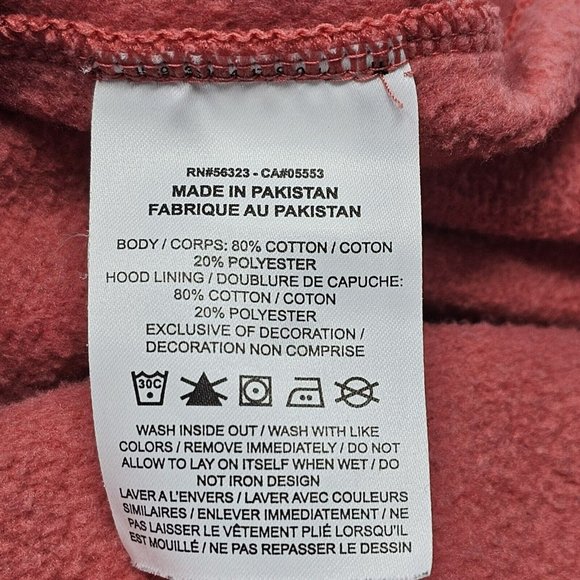 RN#56323 - CA#05553
MADE IN PAKISTAN
FABRIQUE AU PAKISTAN
BODY / CORPS: 80% COTTON / COTON
20% POLYESTER
HOOD LINING / DOUBLURE DE CAPUCHE:
80% COTTON / COTON
20% POLYESTER
EXCLUSIVE OF DECORATION /
DECORATION NON COMPRISE
30C
WASH INSIDE OUT / WASH WITH LIKE
COLORS / REMOVE IMMEDIATELY / DO NOT
ALLOW TO LAY ON ITSELF WHEN WET / DO
NOT IRON DESIGN
LAVER A L'ENVERS / LAVER AVEC COULEURS
SIMILAIRES / ENLEVER IMMEDIATEMENT / NE
PAS LAISSER LE VÊTEMENT PLIÉ LORSQU'IL
EST MOUILLÉ / NE PAS REPASSER LE DESSIN